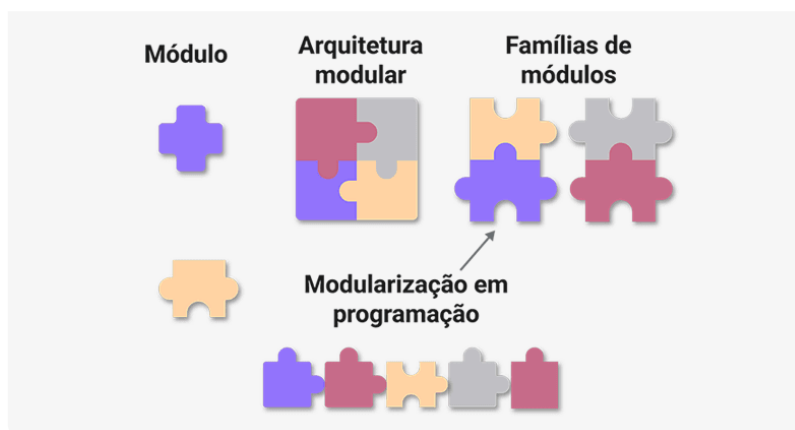 Módulo
Arquitetura
modular
Famílias de
módulos
Modularização em
programação